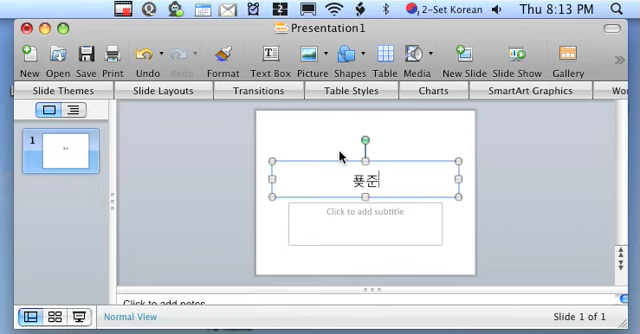 2-Set Korean
Thu 8:13 PM
Presentation1
New Open Save Print Undo Redo Format Text Box Picture Shapes Table Media New Slide Slide Show Gallery
Slide Themes Slide Layouts Transitions Table Styles Charts SmartArt Graphics
1
Click to add subtitle
Click to add notes
Normal View
Slide 1 of 1